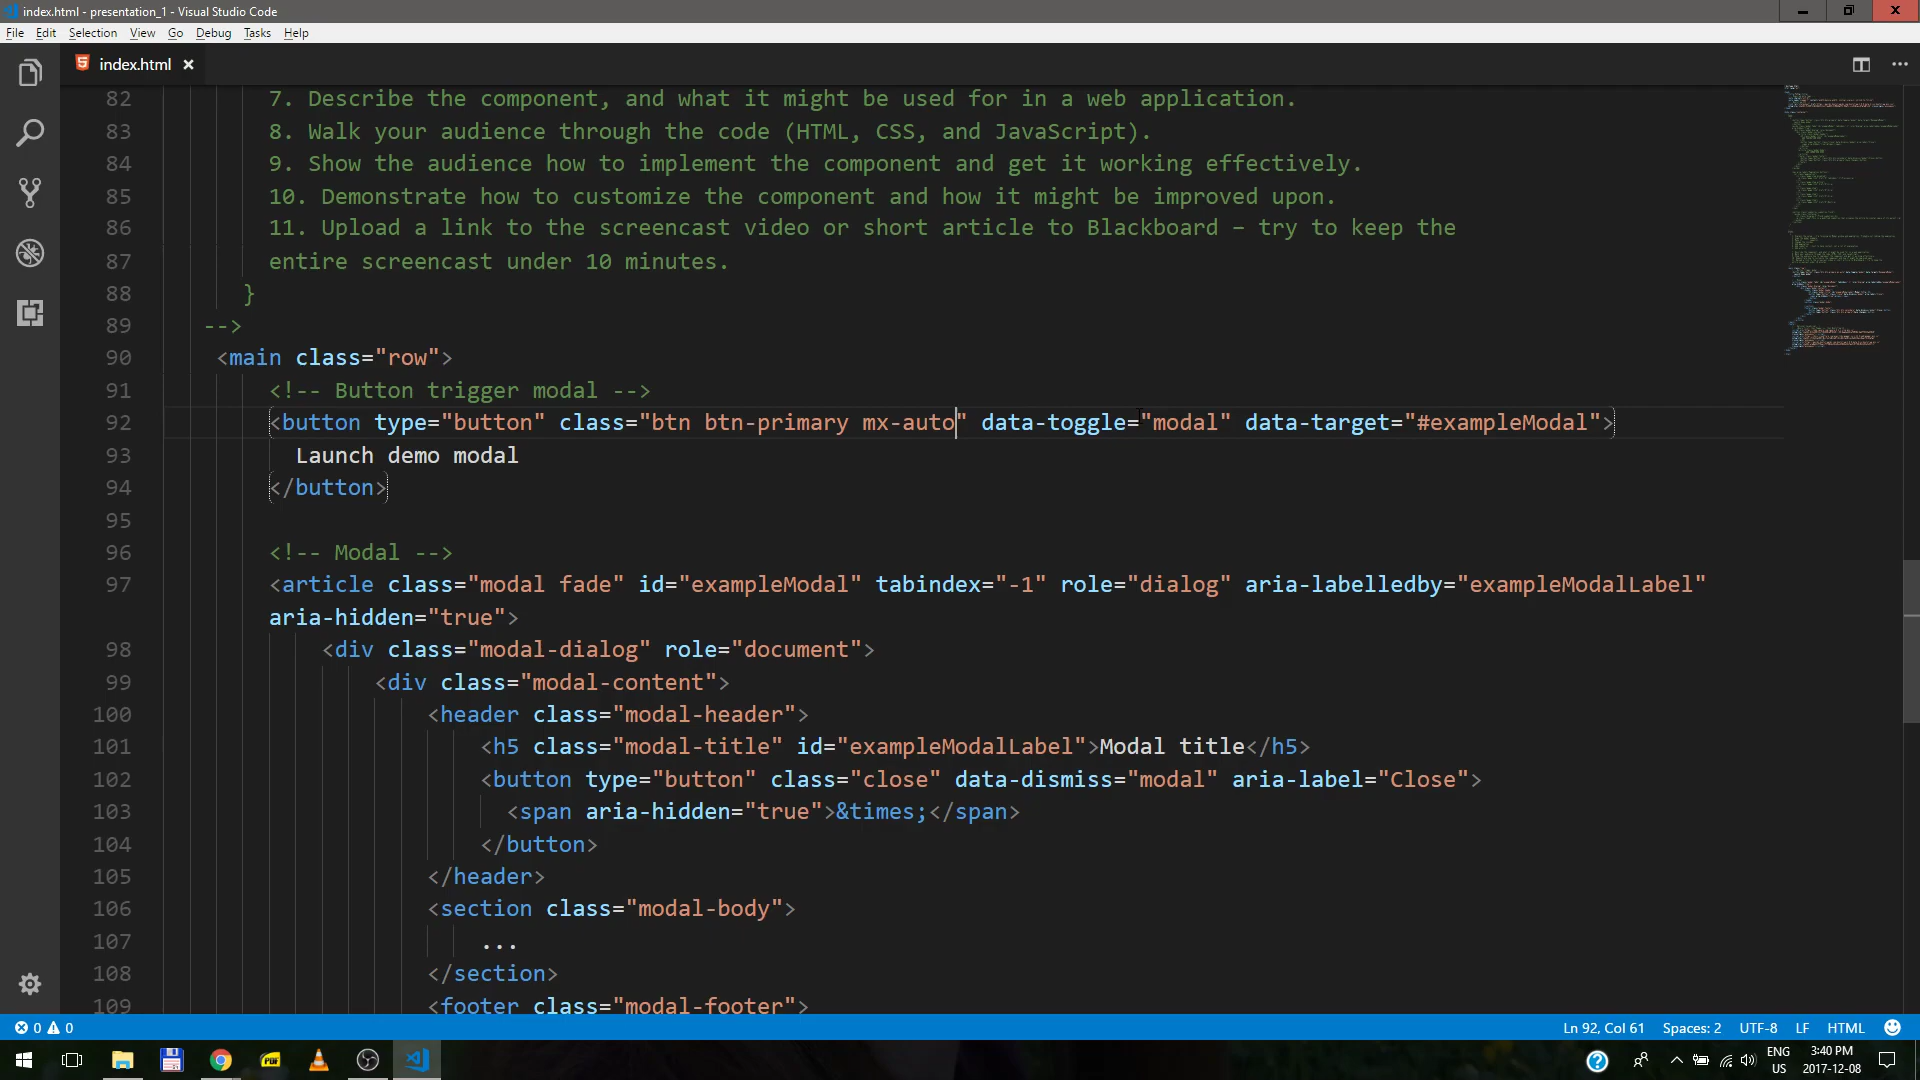 index.html - presentation_1 - Visual Studio Code
File Edit Selection View Go Debug Tasks Help
index.html
82 7. Describe the component, and what it might be used for in a web application.
83 8. Walk your audience through the code (HTML, CSS, and JavaScript).
84 9. Show the audience how to implement the component and get it working effectively.
85 10. Demonstrate how to customize the component and how it might be improved upon.
86 11. Upload a link to the screencast video or short article to Blackboard – try to keep the
87 entire screencast under 10 minutes.
88 }
89 -->
90 <main class="row">
91 <!-- Button trigger modal -->
92 <button type="button" class="btn btn-primary mx-auto" data-toggle="modal" data-target="#exampleModal">
93 Launch demo modal
94 </button>
95
96 <!-- Modal -->
97 <article class="modal fade" id="exampleModal" tabindex="-1" role="dialog" aria-labelledby="exampleModalLabel"
aria-hidden="true">
98 <div class="modal-dialog" role="document">
99 <div class="modal-content">
100 <header class="modal-header">
101 <h5 class="modal-title" id="exampleModalLabel">Modal title</h5>
102 <button type="button" class="close" data-dismiss="modal" aria-label="Close">
103 <span aria-hidden="true">&times;</span>
104 </button>
105 </header>
106 <section class="modal-body">
107 ...
108 </section>
109 <footer class="modal-footer">
0 0 Ln 92, Col 61 Spaces: 2 UTF-8 LF HTML
PDF
ENG 3:40 PM
US 2017-12-08